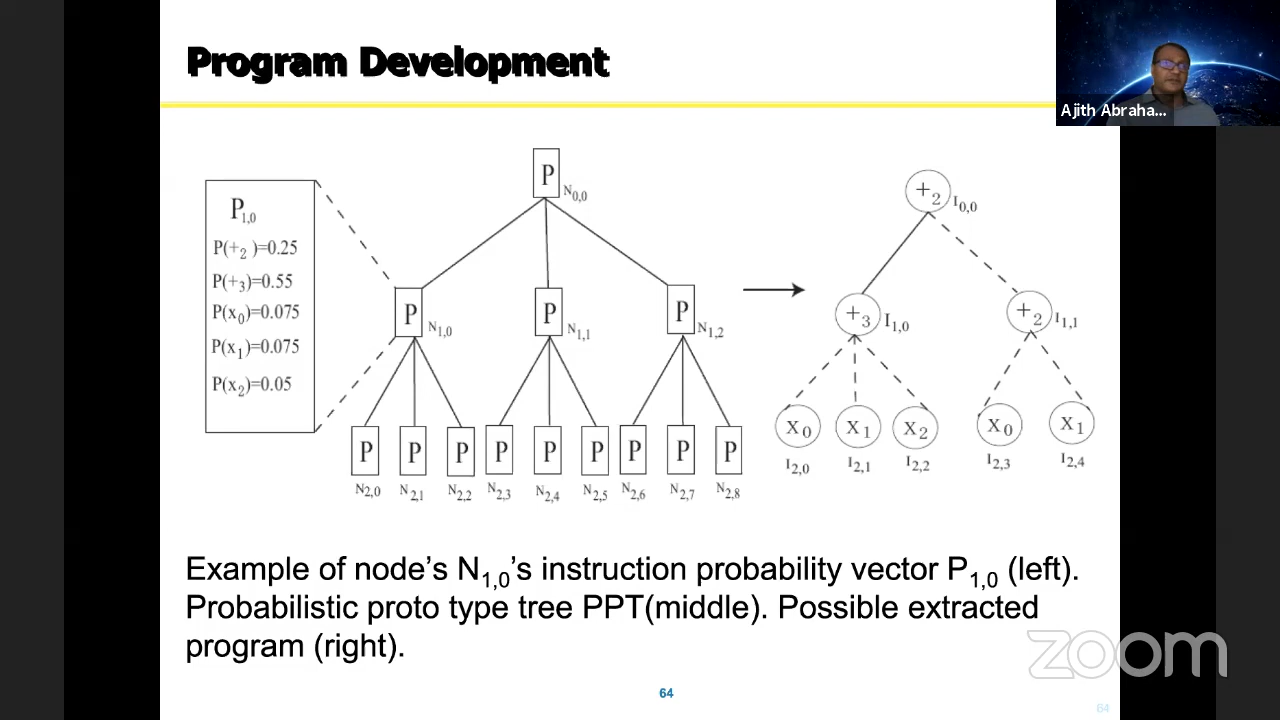 Program Development
Ajith Abraha...
P
N0,0
P1,0
P(+2 )=0.25
P(+3)=0.55
P(x0)=0.075
P(x1)=0.075
P(x2)=0.05
P N1,0
P N1,1
P N1,2
P P P P P P P P P
N2,0 N2,1 N2,2 N2,3 N2,4 N2,5 N2,6 N2,7 N2,8
+2 I0,0
+3 I1,0
+2 I1,1
X0 X1 X2 X0 X1
I2,0 I2,1 I2,2 I2,3 I2,4
Example of node’s N1,0’s instruction probability vector P1,0 (left).
Probabilistic proto type tree PPT(middle). Possible extracted
program (right).
zoom
64
64